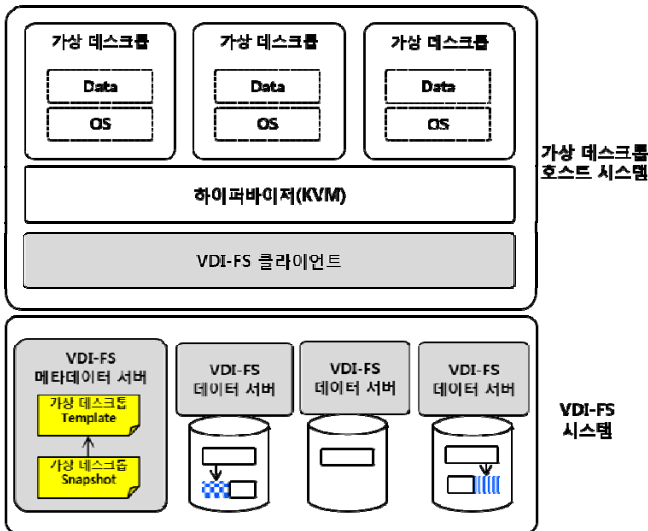 가상 데스크톱
가상 데스크톱
가상 데스크톱
Data
Data
Data
OS
OS
OS
하이퍼바이저(KVM)
VDI-FS 클라이언트
가상 데스크톱
호스트 시스템
VDI-FS
메타데이터 서버
가상 데스크톱
Template
가상 데스크톱
Snapshot
VDI-FS
데이터 서버
VDI-FS
데이터 서버
VDI-FS
데이터 서버
VDI-FS
시스템